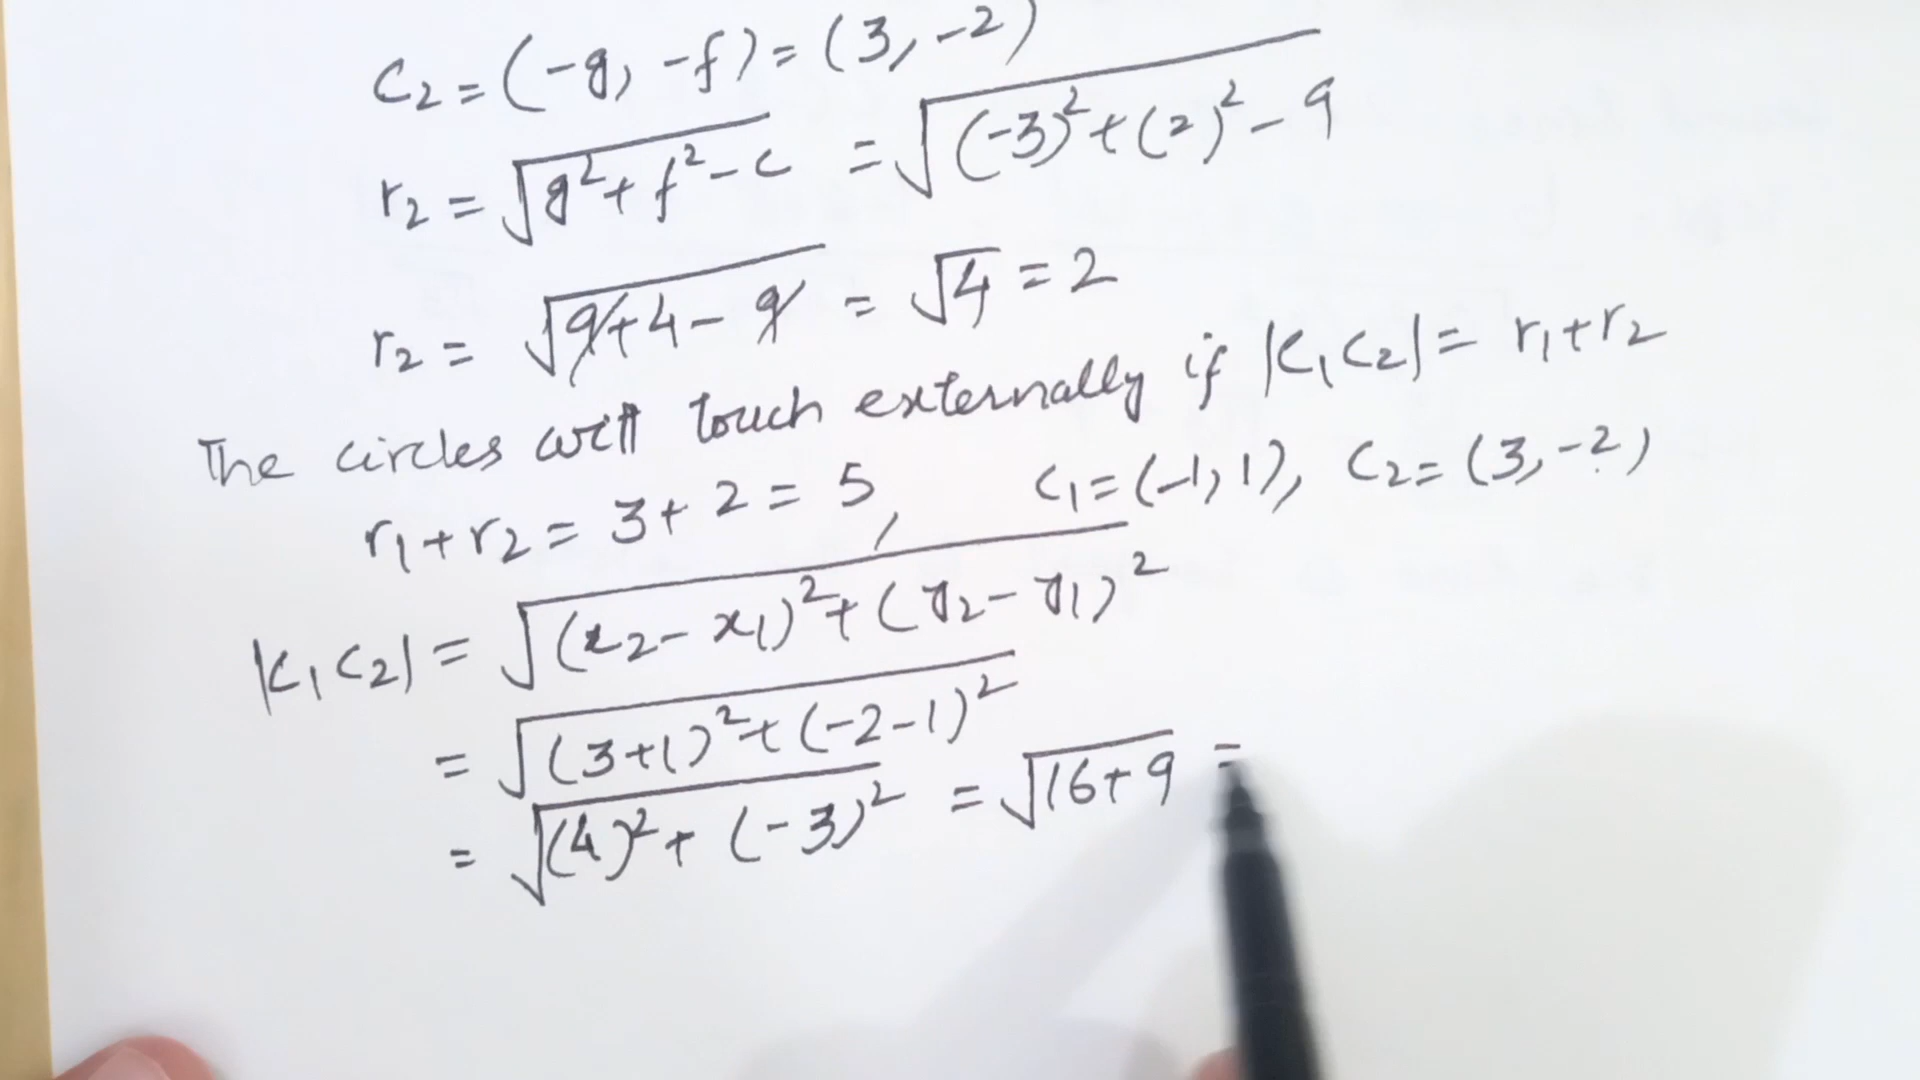 C₂ = (-g, -f) = (3, -2)
r₂ = √(g² + f² - c) = √((-3)² + (2)² - 9)
r₂ = √(9 + 4 - 9) = √4 = 2
The circles will touch externally if |C₁C₂| = r₁ + r₂
r₁ + r₂ = 3 + 2 = 5, C₁ = (-1, 1), C₂ = (3, -2)
|C₁C₂| = √((x₂ - x₁)² + (y₂ - y₁)²)
= √((3+1)² + (-2-1)²)
= √((4)² + (-3)²) = √(16+9) =